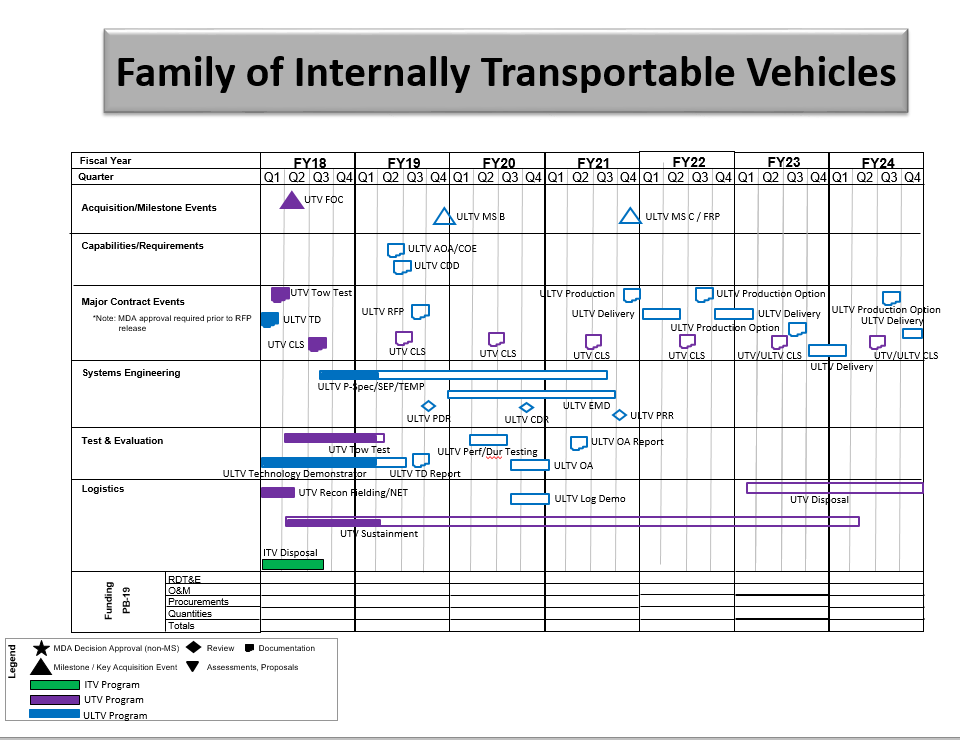 Family of Internally Transportable Vehicles
Fiscal Year FY18 FY19 FY20 FY21 FY22 FY23 FY24
Quarter Q1 Q2 Q3 Q4 Q1 Q2 Q3 Q4 Q1 Q2 Q3 Q4 Q1 Q2 Q3 Q4 Q1 Q2 Q3 Q4 Q1 Q2 Q3 Q4 Q1 Q2 Q3 Q4
Acquisition/Milestone Events
UTV FOC
ULTV MS B
ULTV MS C / FRP
Capabilities/Requirements
ULTV AOA/COE
ULTV CDD
Major Contract Events
*Note: MDA approval required prior to RFP
release
UTV Tow Test
ULTV Production
ULTV Production Option
ULTV Production Option
ULTV TD
ULTV RFP
ULTV Delivery
ULTV Delivery
ULTV Delivery
ULTV Production Option
UTV CLS
UTV CLS
UTV CLS
UTV CLS
UTV CLS
UTV/ULTV CLS
UTV/ULTV CLS
ULTV Delivery
Systems Engineering
ULTV P-Spec/SEP/TEMP
ULTV EMD
ULTV PDR
ULTV CDR
ULTV PRR
Test & Evaluation
UTV Tow Test
ULTV Perf/Dur Testing
ULTV OA Report
ULTV Technology Demonstrator
ULTV TD Report
ULTV OA
Logistics
UTV Recon Fielding/NET
ULTV Log Demo
UTV Disposal
UTV Sustainment
ITV Disposal
Funding
PB-19
RDT&E
O&M
Procurements
Quantities
Totals
Legend
MDA Decision Approval (non-MS) Review Documentation
Milestone / Key Acquisition Event Assessments, Proposals
ITV Program
UTV Program
ULTV Program